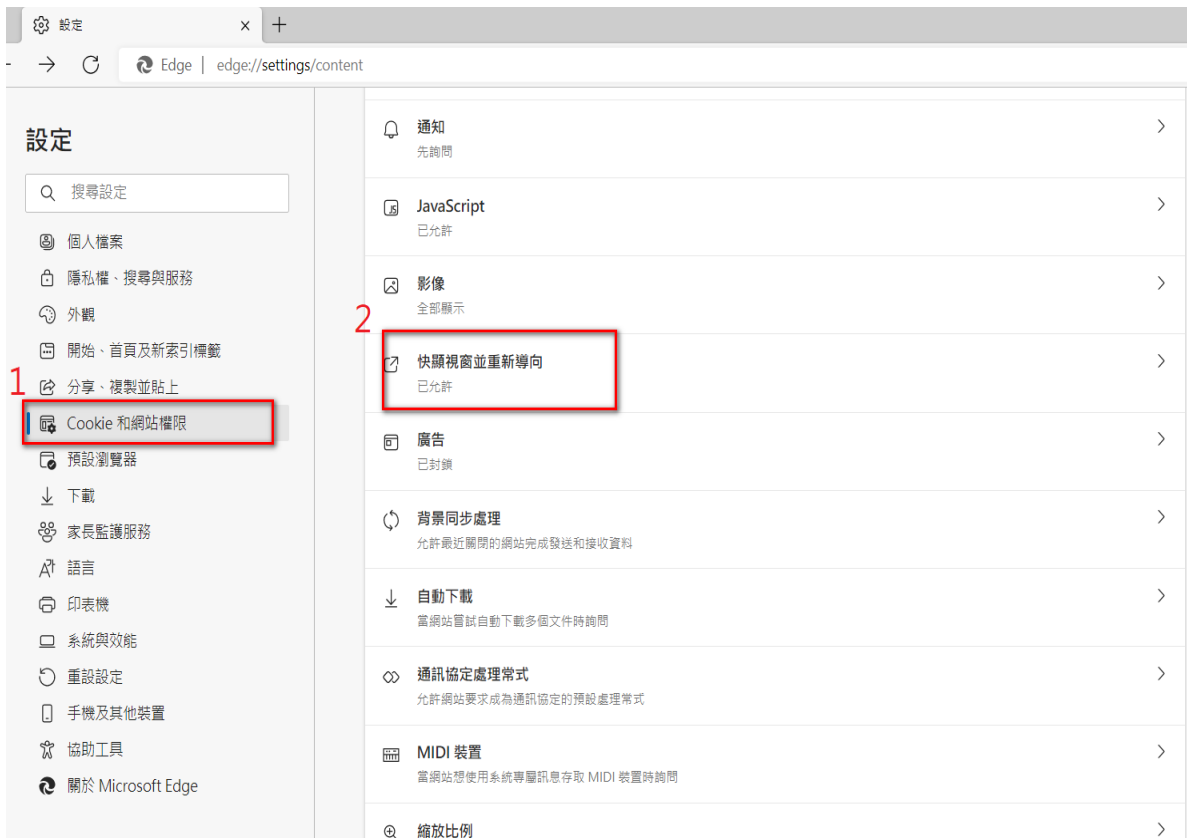 設定
Edge | edge://settings/content
設定
搜尋設定
個人檔案
隱私權、搜尋與服務
外觀
開始、首頁及新索引標籤
1
分享、複製並貼上
Cookie 和網站權限
預設瀏覽器
下載
家長監護服務
語言
印表機
系統與效能
重設設定
手機及其他裝置
協助工具
關於 Microsoft Edge
通知
先詢問
JavaScript
已允許
影像
全部顯示
2
快顯視窗並重新導向
已允許
廣告
已封鎖
背景同步處理
允許最近關閉的網站完成發送和接收資料
自動下載
當網站嘗試自動下載多個文件時詢問
通訊協定處理常式
允許網站要求成為通訊協定的預設處理常式
MIDI 裝置
當網站想使用系統專屬訊息存取 MIDI 裝置時詢問
縮放比例